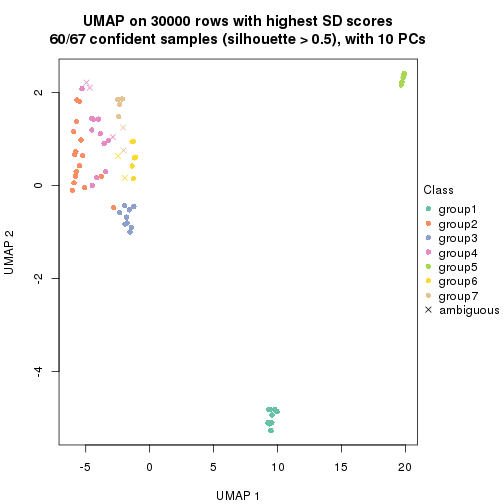 UMAP on 30000 rows with highest SD scores
60/67 confident samples (silhouette > 0.5), with 10 PCs
2
0
-2
-4
UMAP 2
-5
0
5
10
15
20
UMAP 1
Class
group1
group2
group3
group4
group5
group6
group7
ambiguous